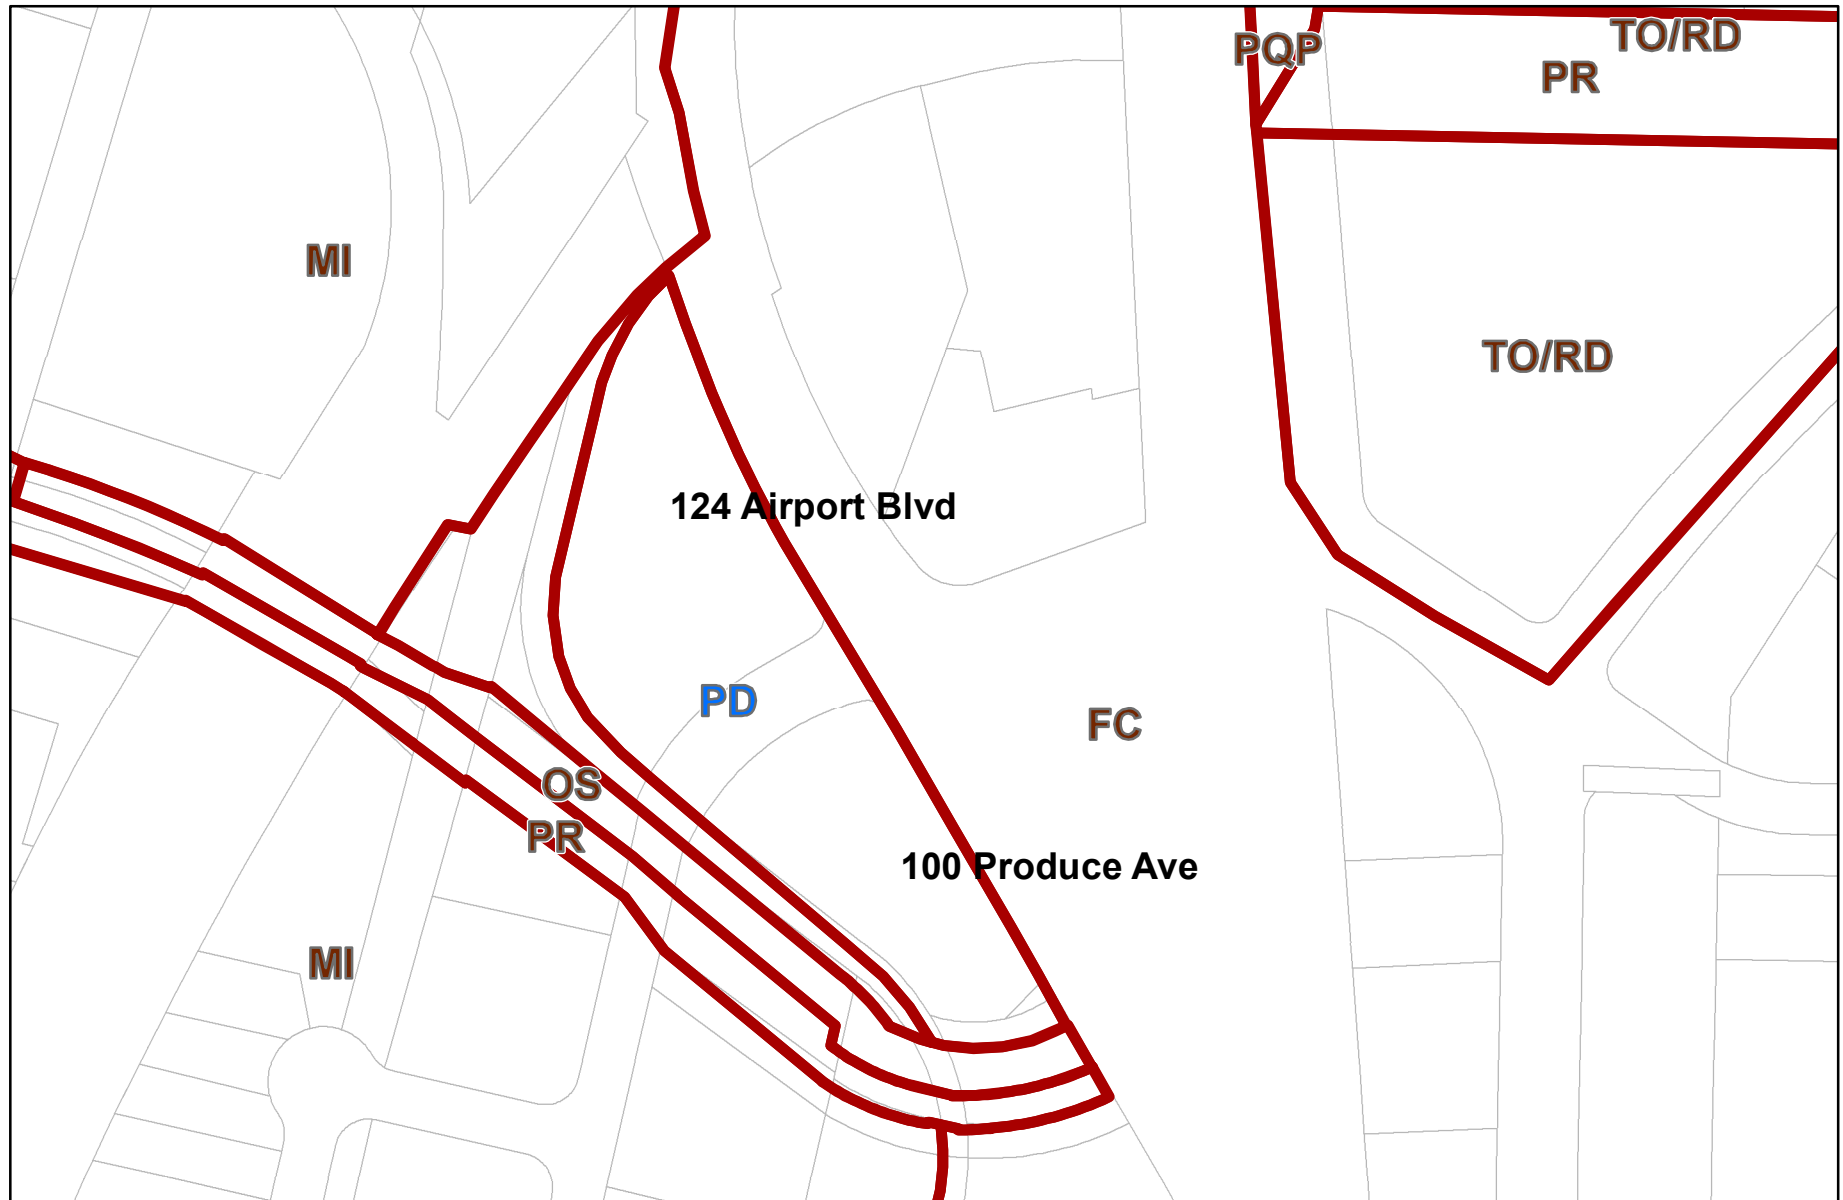 TO/RD
PQP
PR
MI
TO/RD
124 Airport Blvd
PD
FC
OS
PR
100 Produce Ave
MI